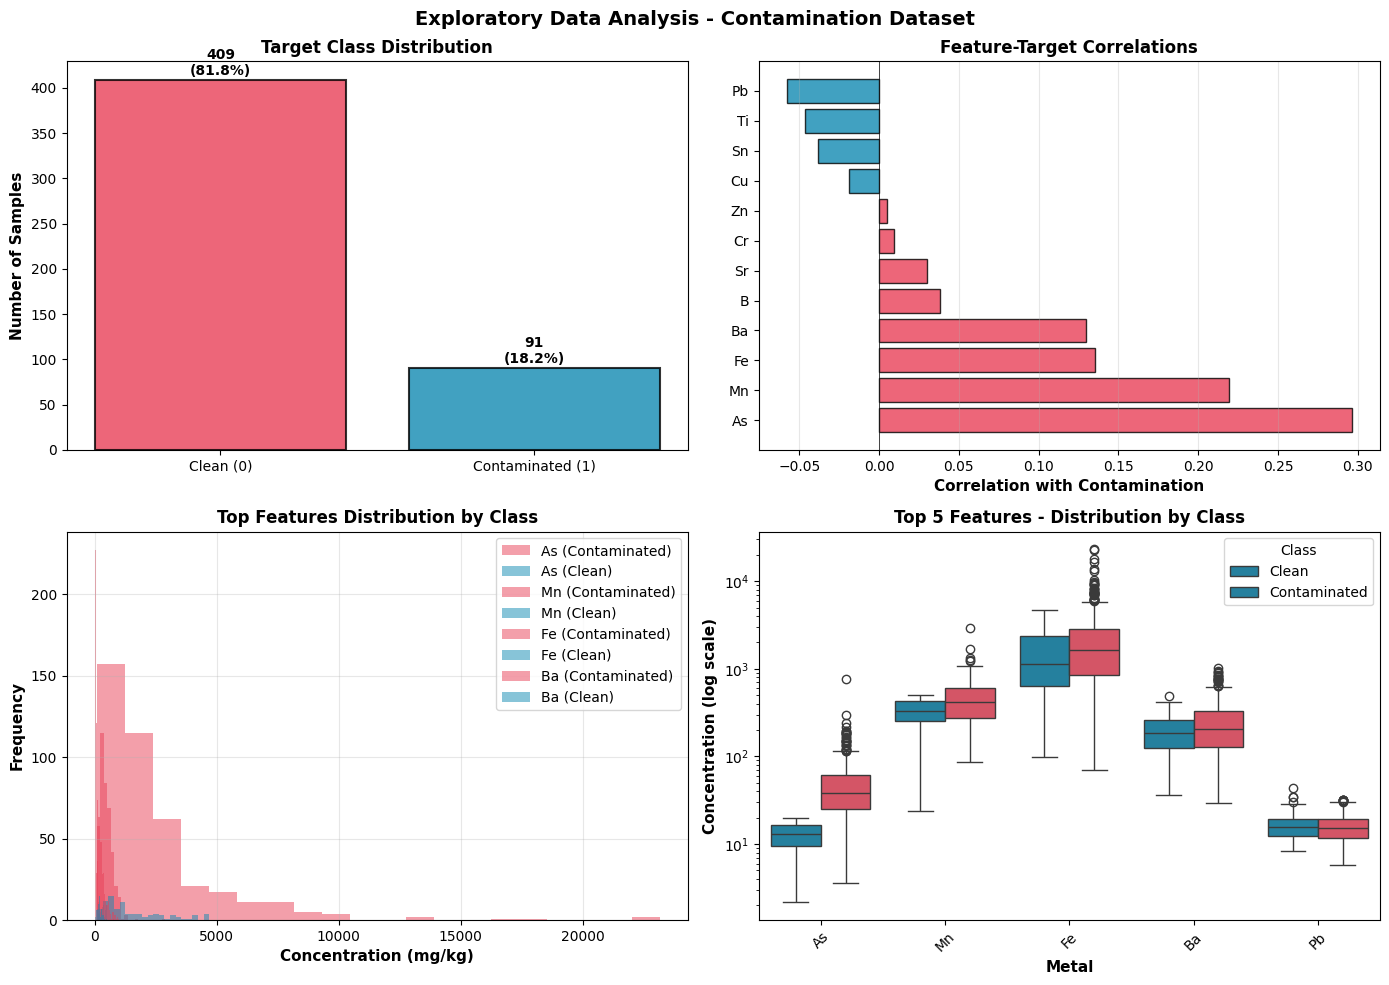 Exploratory Data Analysis - Contamination Dataset
Target Class Distribution
409
(81.8%)
91
(18.2%)
400
350
300
250
200
150
100
50
0
Number of Samples
Clean (0)
Contaminated (1)
Feature-Target Correlations
Pb
Ti
Sn
Cu
Zn
Cr
Sr
B
Ba
Fe
Mn
As
−0.05
0.00
0.05
0.10
0.15
0.20
0.25
0.30
Correlation with Contamination
Top Features Distribution by Class
As (Contaminated)
As (Clean)
Mn (Contaminated)
Mn (Clean)
Fe (Contaminated)
Fe (Clean)
Ba (Contaminated)
Ba (Clean)
200
150
100
50
0
Frequency
0
5000
10000
15000
20000
Concentration (mg/kg)
Top 5 Features - Distribution by Class
Class
Clean
Contaminated
10⁴
10³
10²
10¹
Concentration (log scale)
As
Mn
Fe
Ba
Pb
Metal